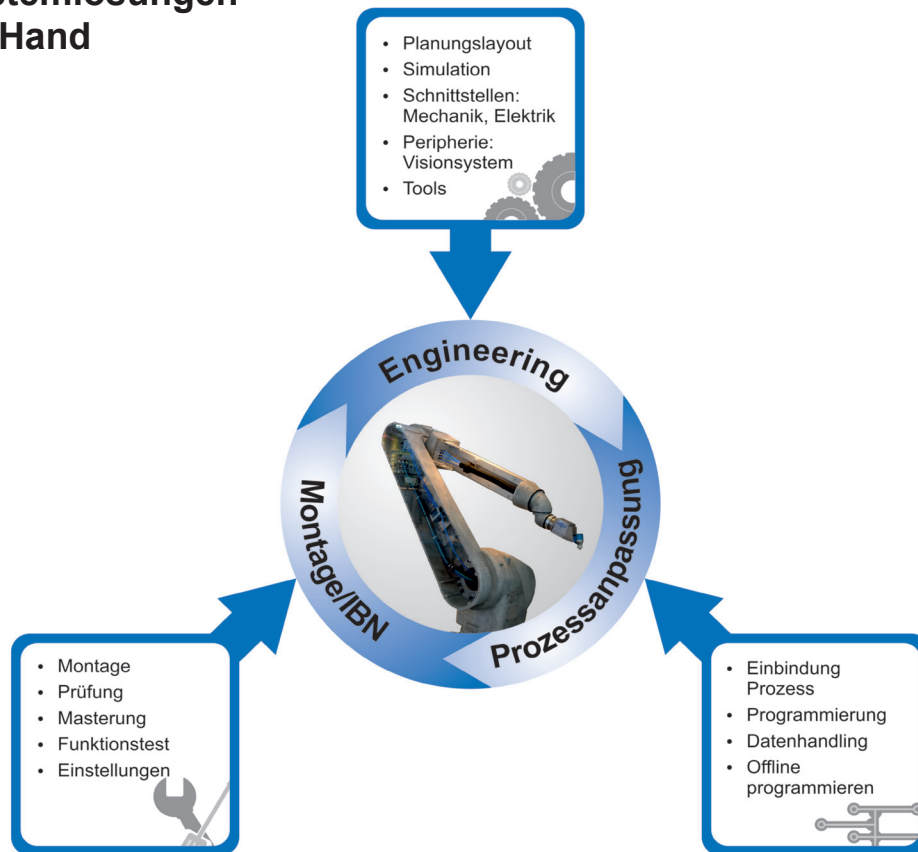 stemlösungen
Hand
• Planungslayout
• Simulation
• Schnittstellen:
Mechanik, Elektrik
• Peripherie:
Visionsystem
• Tools
Engineering
Prozessanpassung
Montage/IBN
• Montage
• Prüfung
• Masterung
• Funktionstest
• Einstellungen
• Einbindung
Prozess
• Programmierung
• Datenhandling
• Offline
programmieren